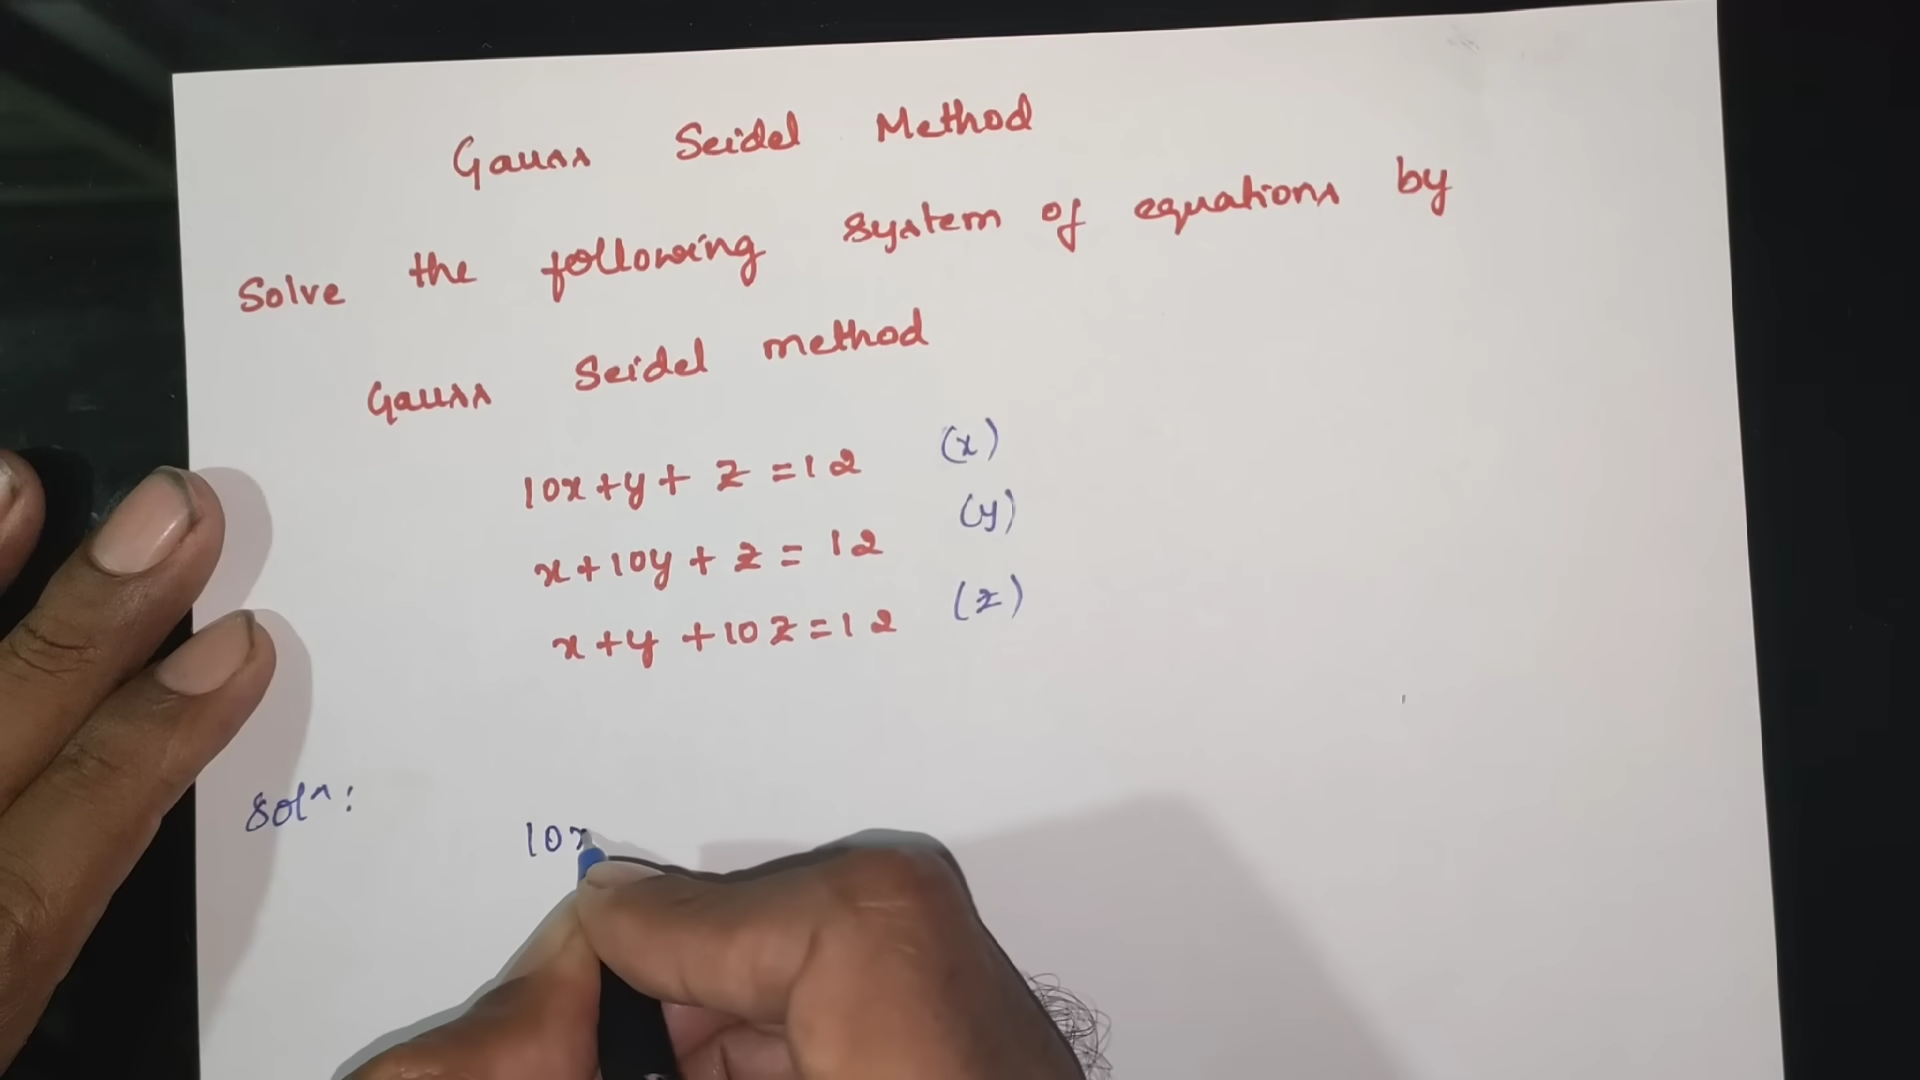 Gauss Seidel Method
Solve the following system of equations by
Gauss Seidel method
10x+y+z=12 (x)
x+10y+z=12 (y)
x+y+10z=12 (z)
Solⁿ:
10x